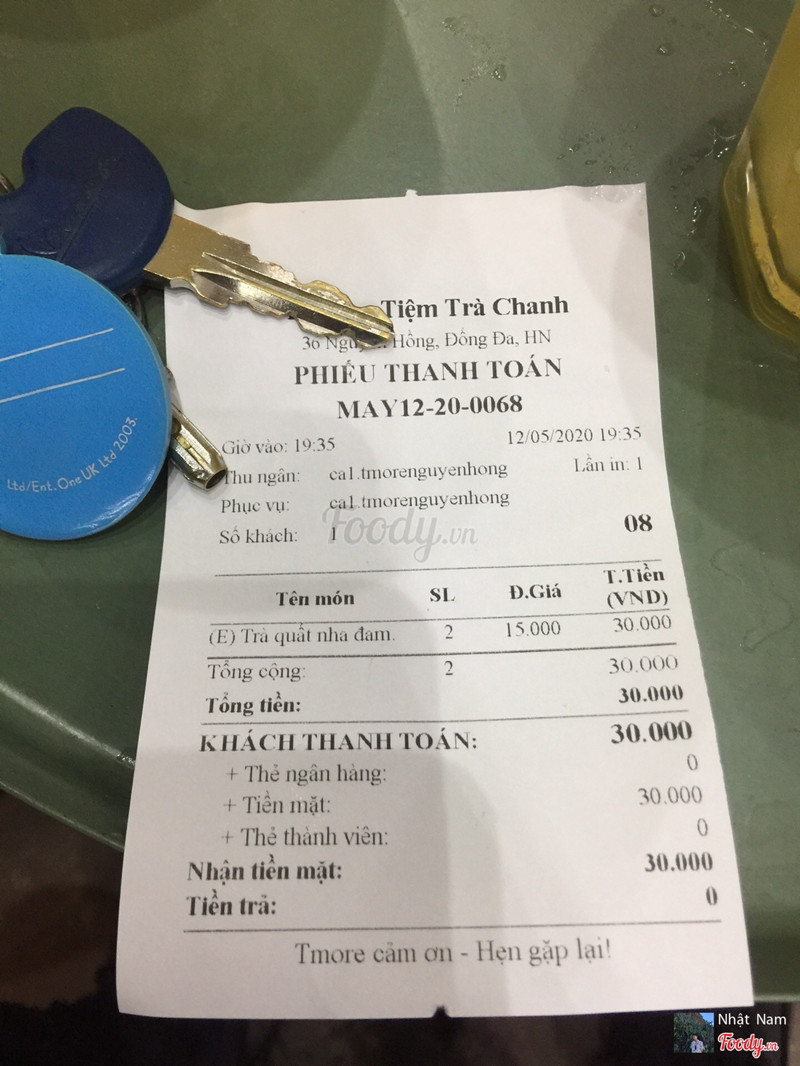 Tiệm Trà Chanh
36 Hồng, Đống Đa, HN
PHIẾU THANH TOÁN
MAY12-20-0068
Giờ vào: 19:35 12/05/2020 19:35
Thu ngân: ca1.tmorenguyenhong Lần in: 1
Phục vụ: ca1.tmorenguyenhong
Số khách: 1 08
Foody.vn
Tên món SL Đ.Giá T.Tiền (VND)
(E) Trà quất nha đam. 2 15.000 30.000
Tổng cộng: 2 30.000
Tổng tiền: 30.000
KHÁCH THANH TOÁN: 30.000
+ Thẻ ngân hàng: 0
+ Tiền mặt: 30.000
+ Thẻ thành viên: 0
Nhận tiền mặt: 30.000
Tiền trả: 0
Tmore cảm ơn - Hẹn gặp lại!
Ltd/Ent.One UK Ltd 2003.
Nhật Nam
Foody.vn